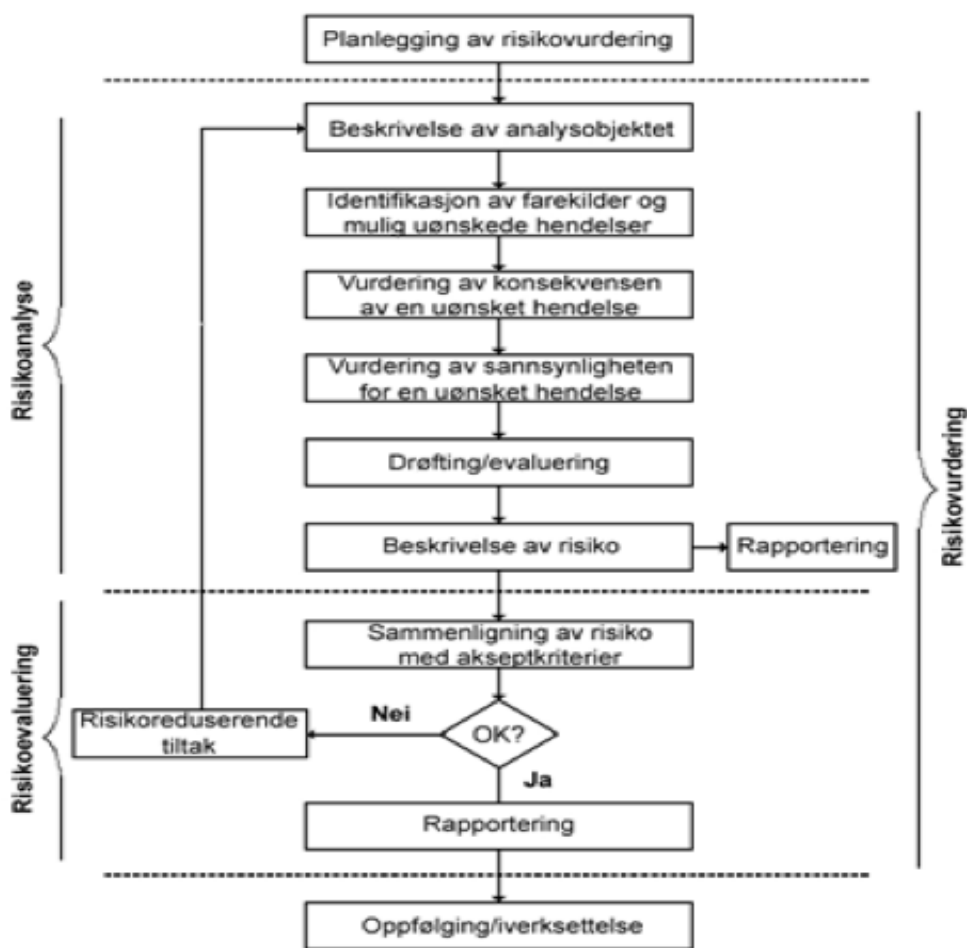 Planlegging av risikovurdering
Beskrivelse av analysobjektet
Identifikasjon av farekilder og
mulig uønskede hendelser
Vurdering av konsekvensen
av en uønsket hendelse
Vurdering av sannsynligheten
for en uønsket hendelse
Drøfting/evaluering
Beskrivelse av risiko
Rapportering
Risikoanalyse
Risikovurdering
Sammenligning av risiko
med akseptkriterier
Nei
OK?
Risikoreduserende
tiltak
Ja
Rapportering
Risikoevaluering
Oppfølging/iverksettelse